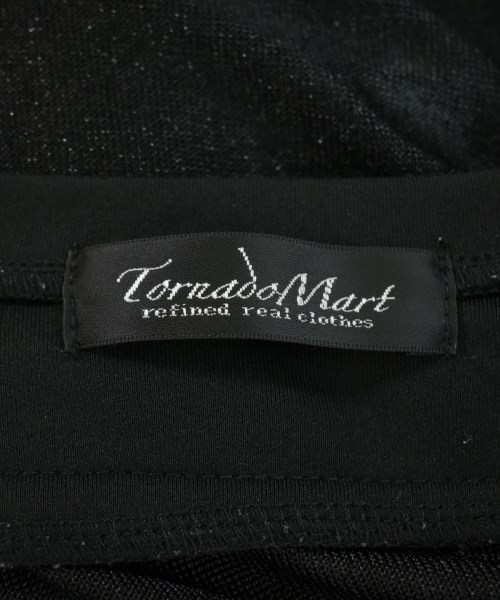 TornadoMart
refined real clothes